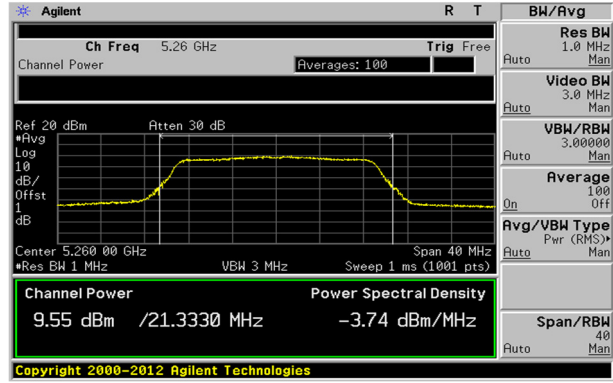 Agilent R T BW/Avg
Ch Freq 5.26 GHz Trig Free
Channel Power Averages: 100
Res BW
1.0 MHz
Auto Man
Video BW
3.0 MHz
Auto Man
VBW/RBW
3.00000
Auto Man
Average
100
On Off
Avg/VBW Type
Pwr (RMS)
Auto Man
Span/RBW
40
Auto Man
Ref 20 dBm Atten 30 dB
#Avg
Log
10
dB/
Offst
1
dB
Center 5.260 00 GHz Span 40 MHz
#Res BW 1 MHz VBW 3 MHz Sweep 1 ms (1001 pts)
Channel Power Power Spectral Density
9.55 dBm /21.3330 MHz -3.74 dBm/MHz
Copyright 2000-2012 Agilent Technologies